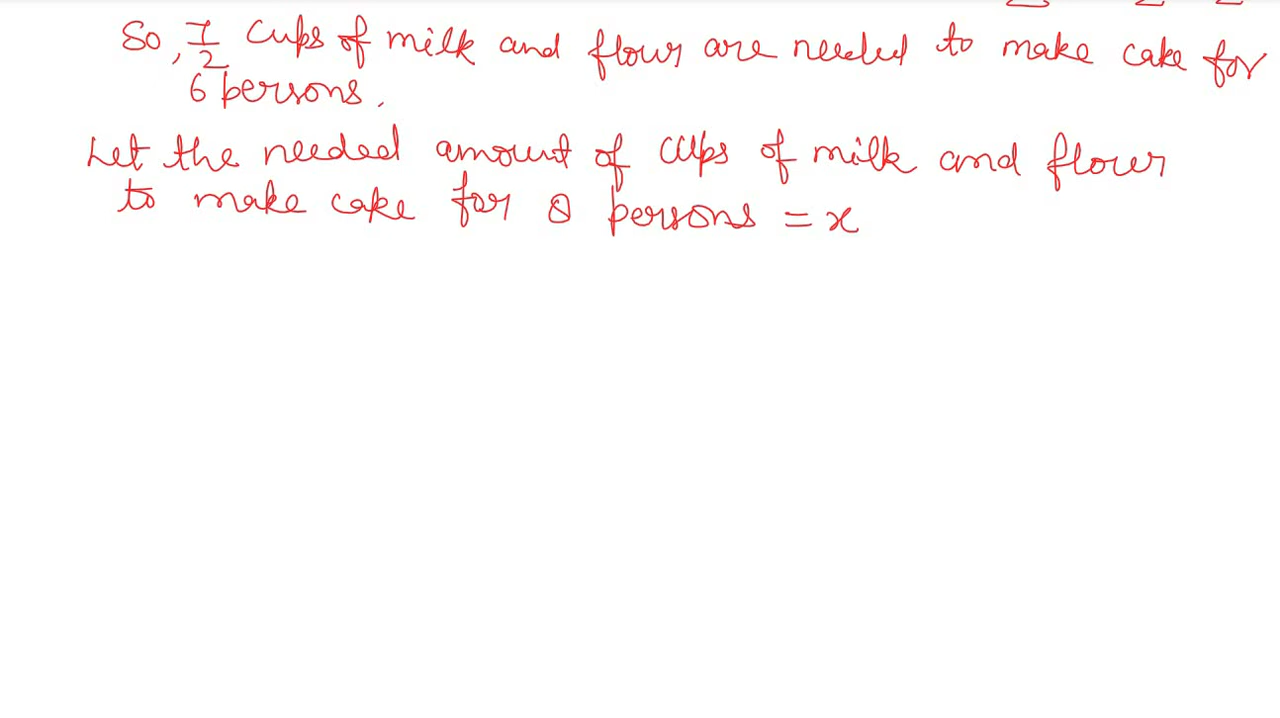 So, 7/2 cups of milk and flour are needed to make cake for
6 persons.
Let the needed amount of cups of milk and flour
to make cake for 8 persons = x